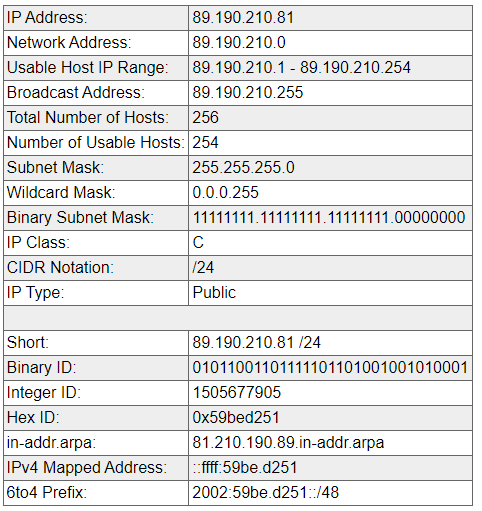 IP Address: 89.190.210.81
Network Address: 89.190.210.0
Usable Host IP Range: 89.190.210.1 - 89.190.210.254
Broadcast Address: 89.190.210.255
Total Number of Hosts: 256
Number of Usable Hosts: 254
Subnet Mask: 255.255.255.0
Wildcard Mask: 0.0.0.255
Binary Subnet Mask: 11111111.11111111.11111111.00000000
IP Class: C
CIDR Notation: /24
IP Type: Public
Short: 89.190.210.81 /24
Binary ID: 01011001101111101101001001010001
Integer ID: 1505677905
Hex ID: 0x59bed251
in-addr.arpa: 81.210.190.89.in-addr.arpa
IPv4 Mapped Address: ::ffff:59be.d251
6to4 Prefix: 2002:59be.d251::/48